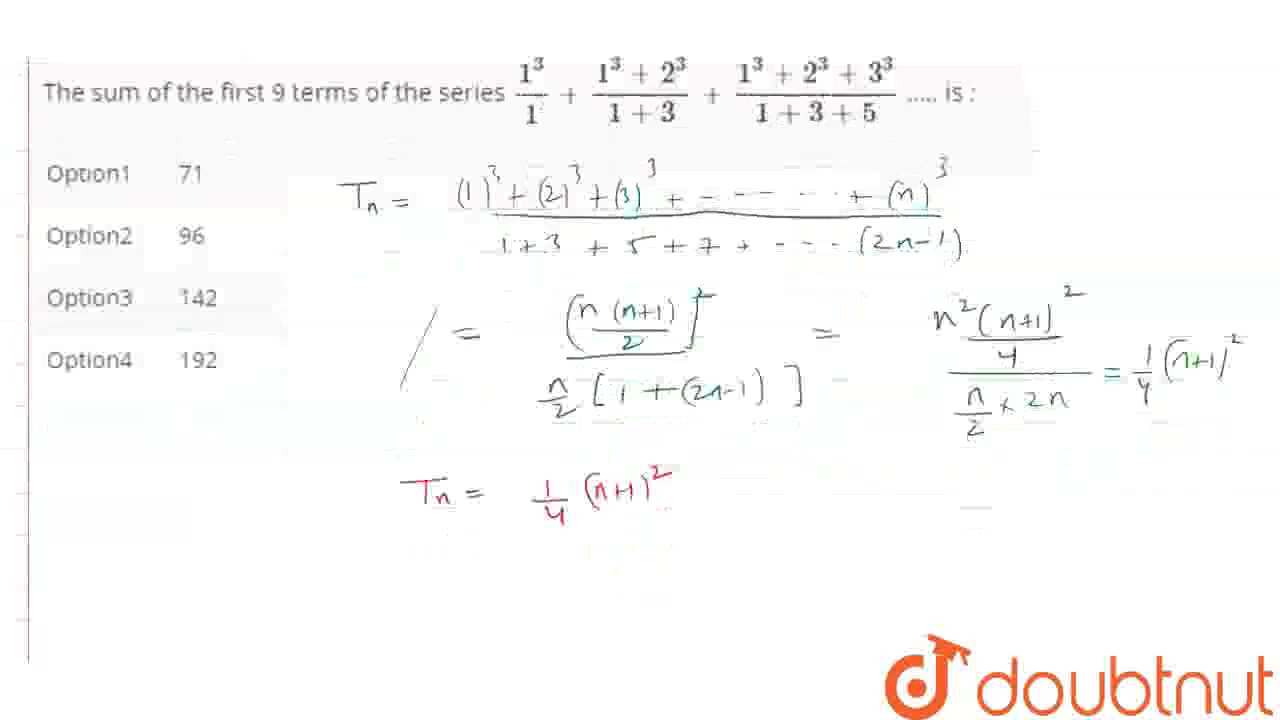 The sum of the first 9 terms of the series 1³/1 + (1³ + 2³)/(1 + 3) + (1³ + 2³ + 3³)/(1 + 3 + 5) ..... is :
Option1 71
Option2 96
Option3 142
Option4 192
Tn = ((1)³ + (2)³ + (3)³ + - - - - - - + (n)³)/(1 + 3 + 5 + 7 + - - - - (2n-1))
/ = [n(n+1)/2]²/(n/2 [1 + (2n-1)]) = (n²(n+1)²/4)/(n/2 × 2n) = 1/4 (n+1)²
Tn = 1/4 (n+1)²
doubtnut